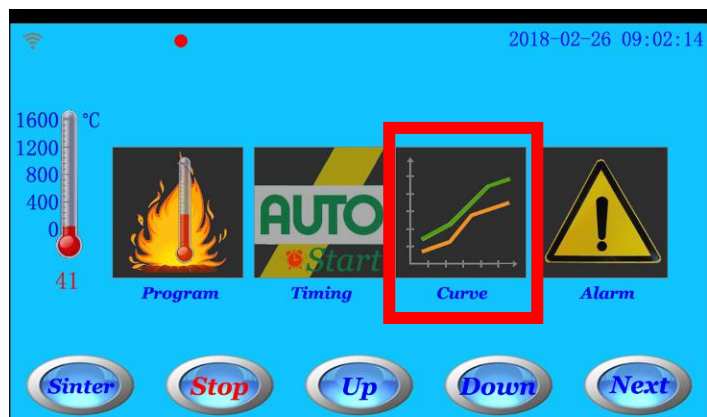 2018-02-26 09:02:14
1600 °C
1200
800
400
0
41
AUTO
Start
Program Timing Curve Alarm
Sinter Stop Up Down Next